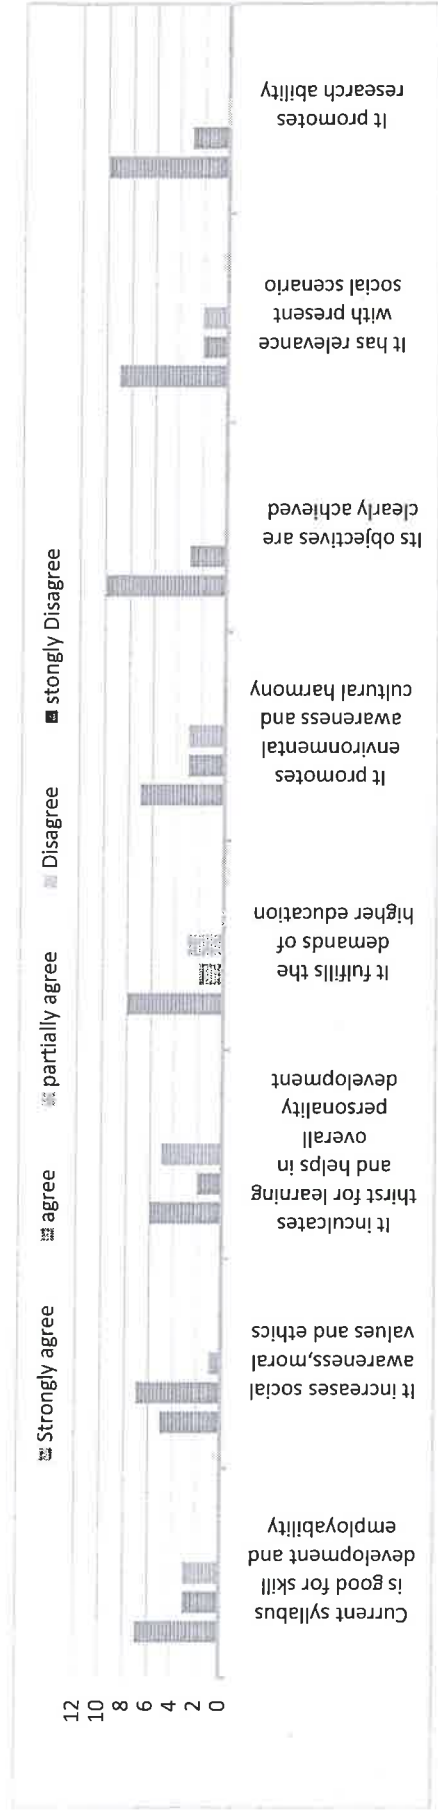 Strongly agree
agree
partially agree
Disagree
stongly Disagree
12
10
8
6
4
2
0
Current syllabus
is good for skill
development and
employability
It increases social
awareness,moral
values and ethics
It inculcates
thirst for learning
and helps in
overall
personality
development
It fulfills the
demands of
higher education
It promotes
environmental
awareness and
cultural harmony
Its objectives are
clearly achieved
It has relevance
with present
social scenario
It promotes
research ability